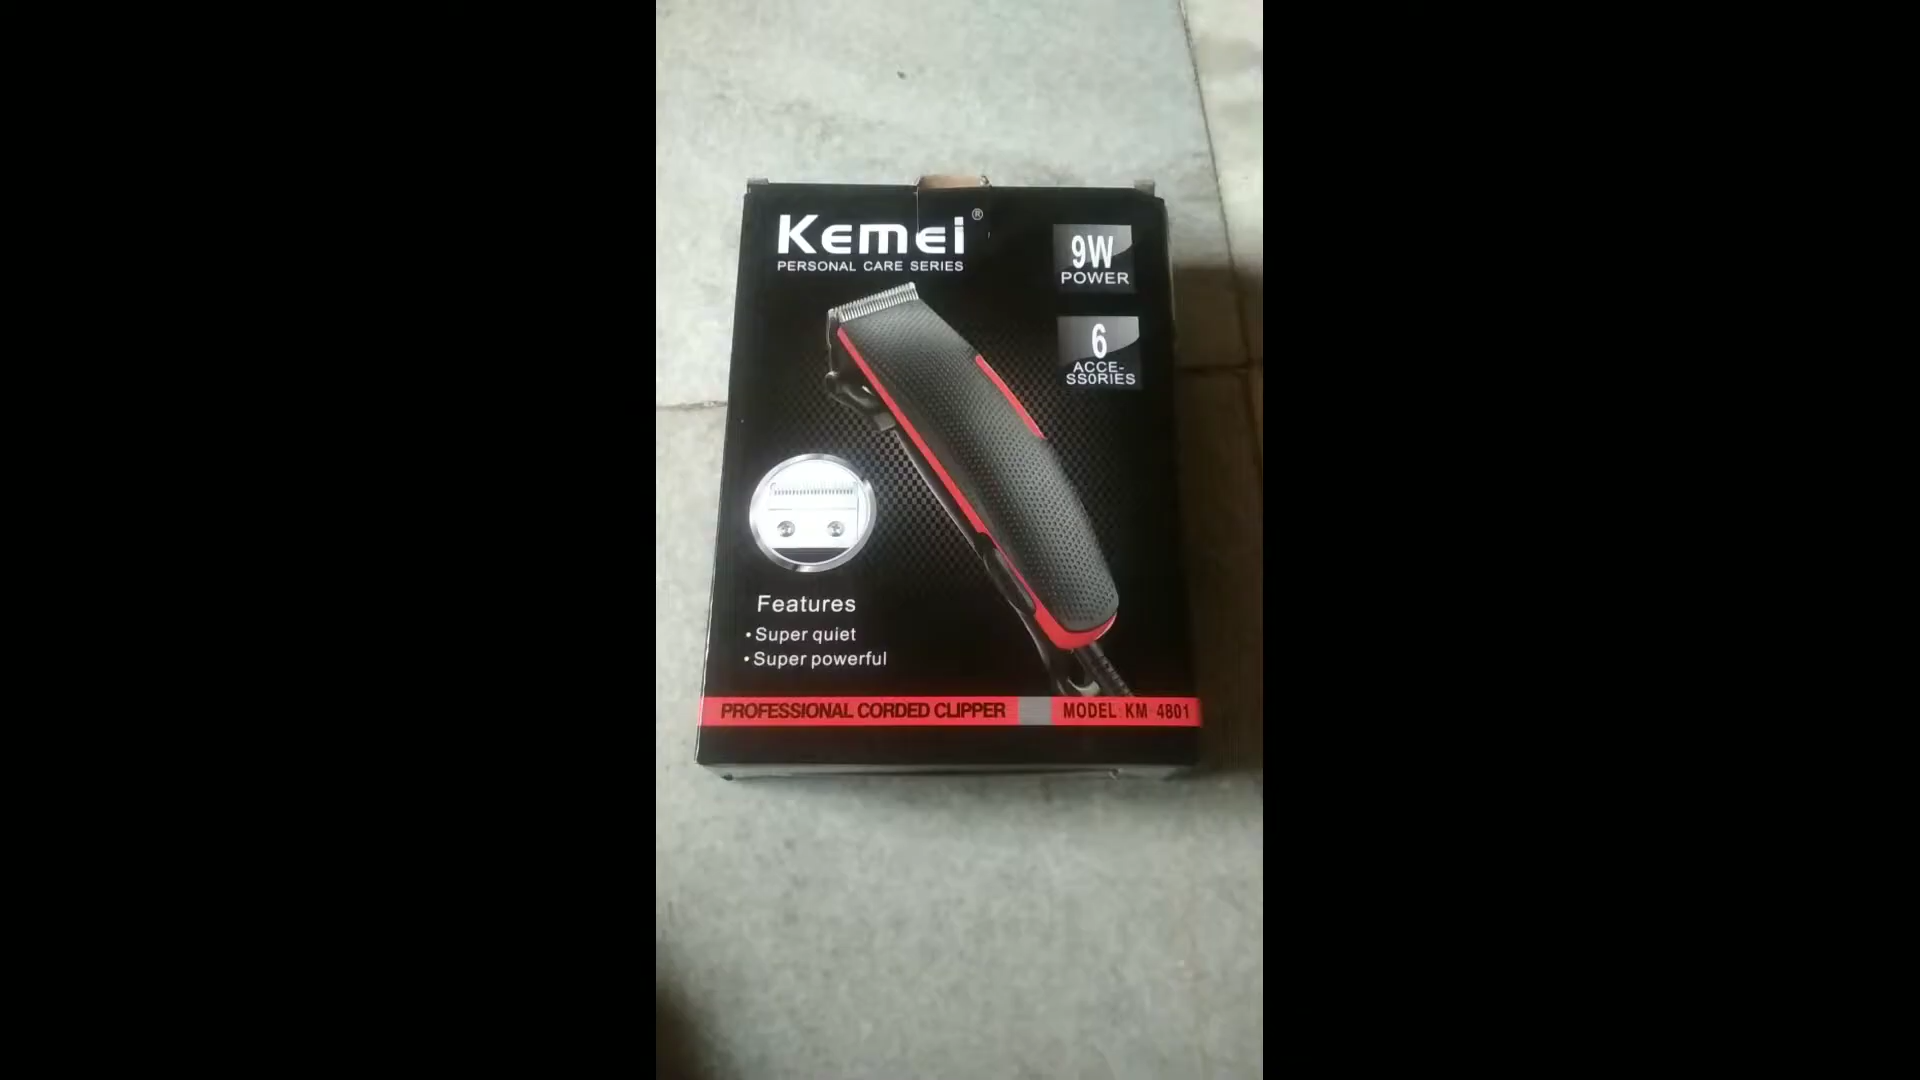 Kemei®
PERSONAL CARE SERIES
9W
POWER
6
ACCE-
SSORIES
Features
• Super quiet
• Super powerful
PROFESSIONAL CORDED CLIPPER
MODEL: KM-4801